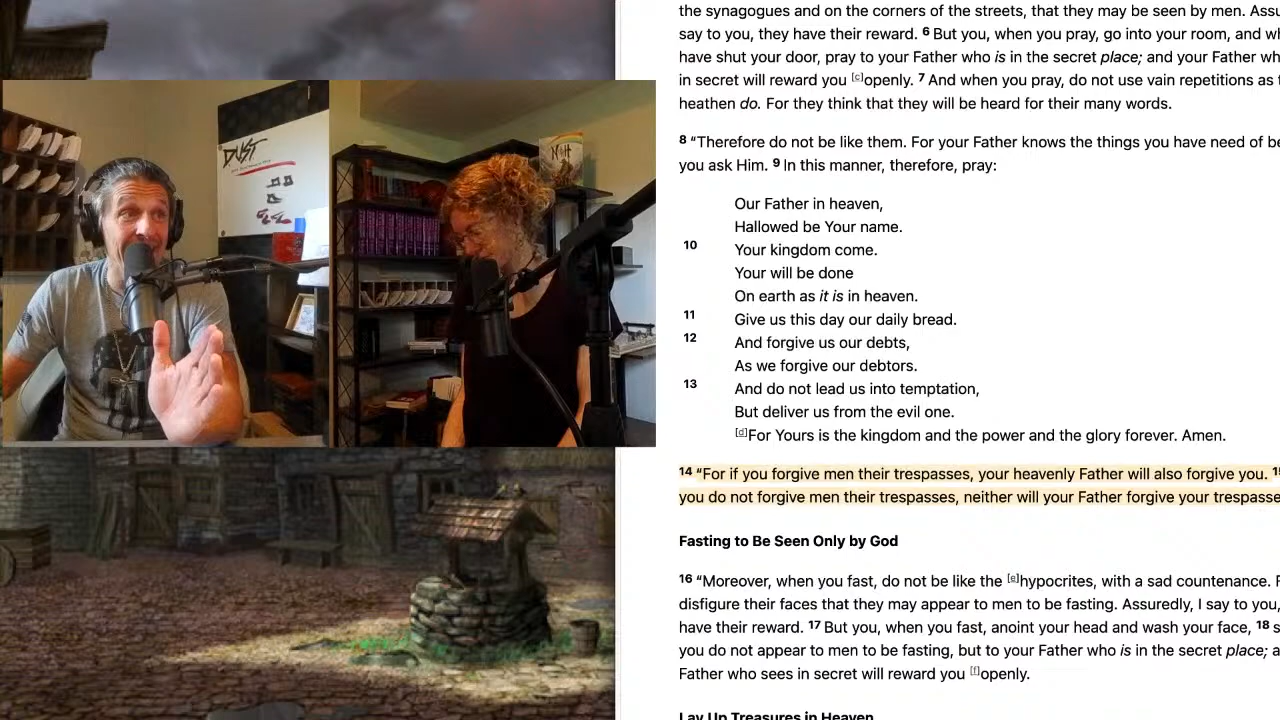 the synagogues and on the corners of the streets, that they may be seen by men.
say to you, they have their reward. 6 But you, when you pray, go into your room, and
have shut your door, pray to your Father who is in the secret place; and your Father
in secret will reward you [c]openly. 7 And when you pray, do not use vain repetitions as
heathen do. For they think that they will be heard for their many words.
8 “Therefore do not be like them. For your Father knows the things you have need of
you ask Him. 9 In this manner, therefore, pray:
Our Father in heaven,
Hallowed be Your name.
10 Your kingdom come.
Your will be done
On earth as it is in heaven.
11 Give us this day our daily bread.
12 And forgive us our debts,
As we forgive our debtors.
13 And do not lead us into temptation,
But deliver us from the evil one.
[d]For Yours is the kingdom and the power and the glory forever. Amen.
14 “For if you forgive men their trespasses, your heavenly Father will also forgive you.
you do not forgive men their trespasses, neither will your Father forgive your
Fasting to Be Seen Only by God
16 “Moreover, when you fast, do not be like the [e]hypocrites, with a sad countenance.
disfigure their faces that they may appear to men to be fasting. Assuredly, I say to you,
have their reward. 17 But you, when you fast, anoint your head and wash your face, 18
you do not appear to men to be fasting, but to your Father who is in the secret place;
Father who sees in secret will reward you [f]openly.
Lay Up Treasures in Heaven
DUST